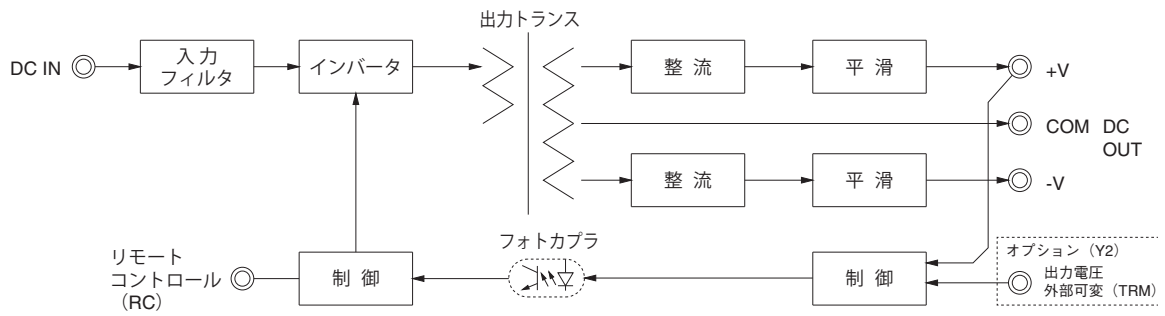 出力トランス
DC IN
入 力
フィルタ
インバータ
整 流
平 滑
+V
COM
DC
OUT
整 流
平 滑
-V
フォトカプラ
リモート
コントロール
（RC）
制 御
制 御
オプション（Y2）
出力電圧
外部可変（TRM）